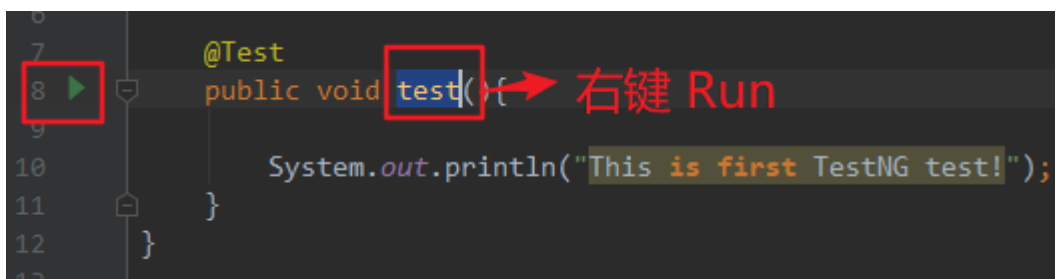 6
7 @Test
8 public void test(){ 右键 Run
9
10 System.out.println("This is first TestNG test!");
11 }
12 }
13